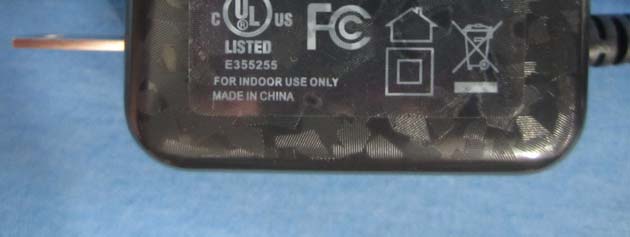 C UL US
LISTED
E355255
FC
FOR INDOOR USE ONLY
MADE IN CHINA